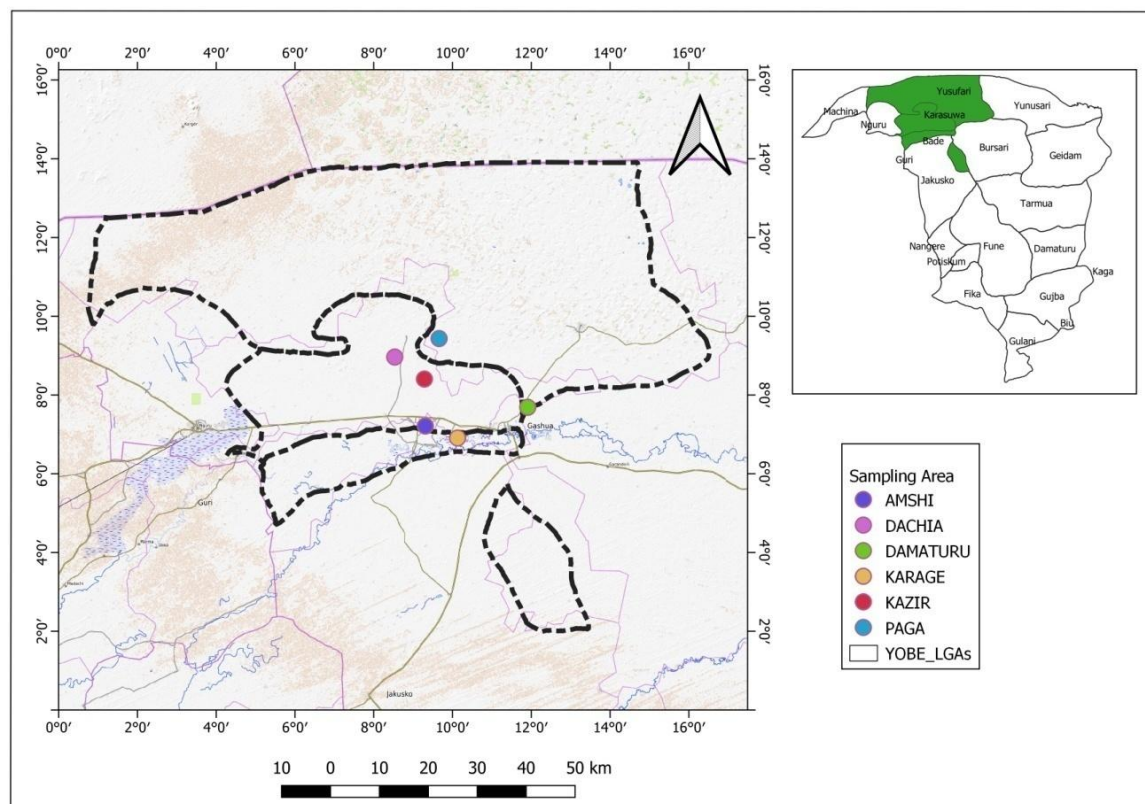 0°0' 2°0' 4°0' 6°0' 8°0' 10°0' 12°0' 14°0' 16°0'
16°0' 16°0'
14°0' 14°0'
12°0' 12°0'
10°0' 10°0'
8°0' 8°0'
6°0' 6°0'
4°0' 4°0'
2°0' 2°0'
Gashua
Guri
Jakusko
0°0' 2°0' 4°0' 6°0' 8°0' 10°0' 12°0' 14°0' 16°0'
10 0 10 20 30 40 50 km
Yusufari
Machina
Yunusari
Nguru
Karasuwa
Bade
Bursari
Guri
Geidam
Jakusko
Tarmua
Nangere
Fune
Damaturu
Potiskum
Kaga
Fika
Gujba
Biu
Gulani
Sampling Area
AMSHI
DACHIA
DAMATURU
KARAGE
KAZIR
PAGA
YOBE_LGAs